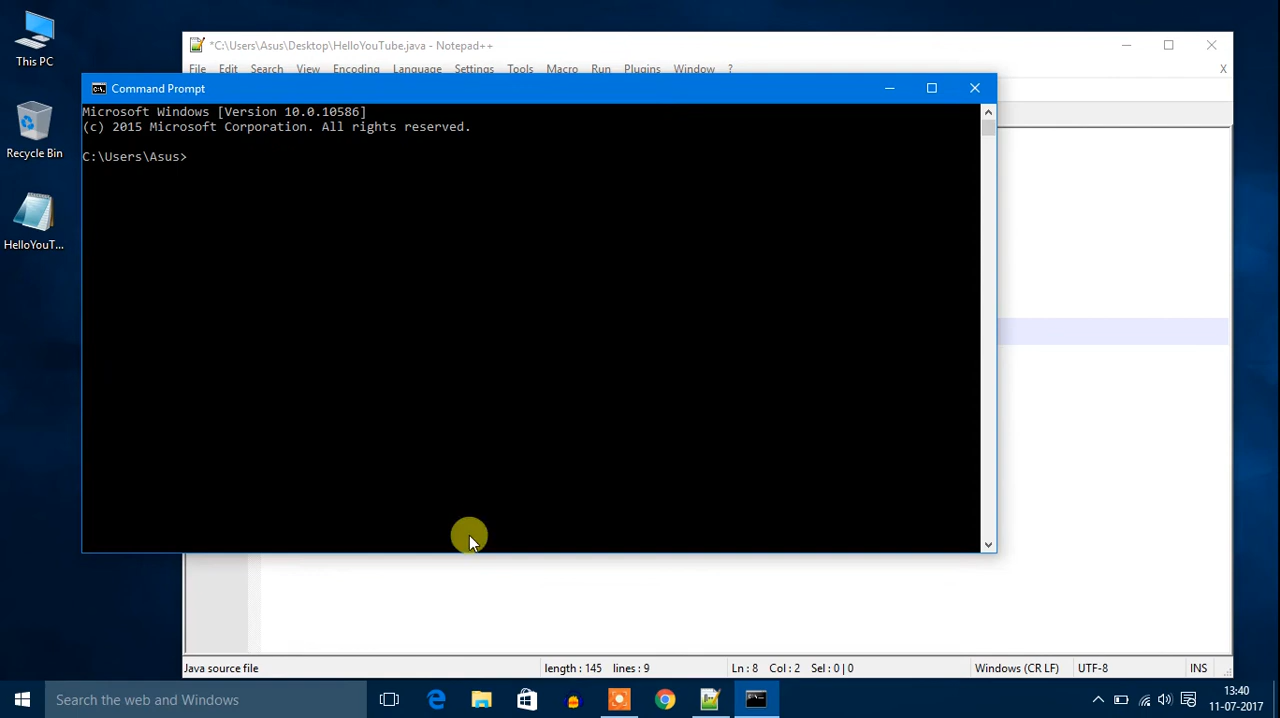 This PC
Recycle Bin
HelloYouT...
*C:\Users\Asus\Desktop\HelloYouTube.java - Notepad++
File Edit Search View Encoding Language Settings Tools Macro Run Plugins Window ? X
Command Prompt
Microsoft Windows [Version 10.0.10586]
(c) 2015 Microsoft Corporation. All rights reserved.
C:\Users\Asus>
Java source file length : 145 lines : 9 Ln : 8 Col : 2 Sel : 0 | 0 Windows (CR LF) UTF-8 INS
Search the web and Windows
13:40
11-07-2017